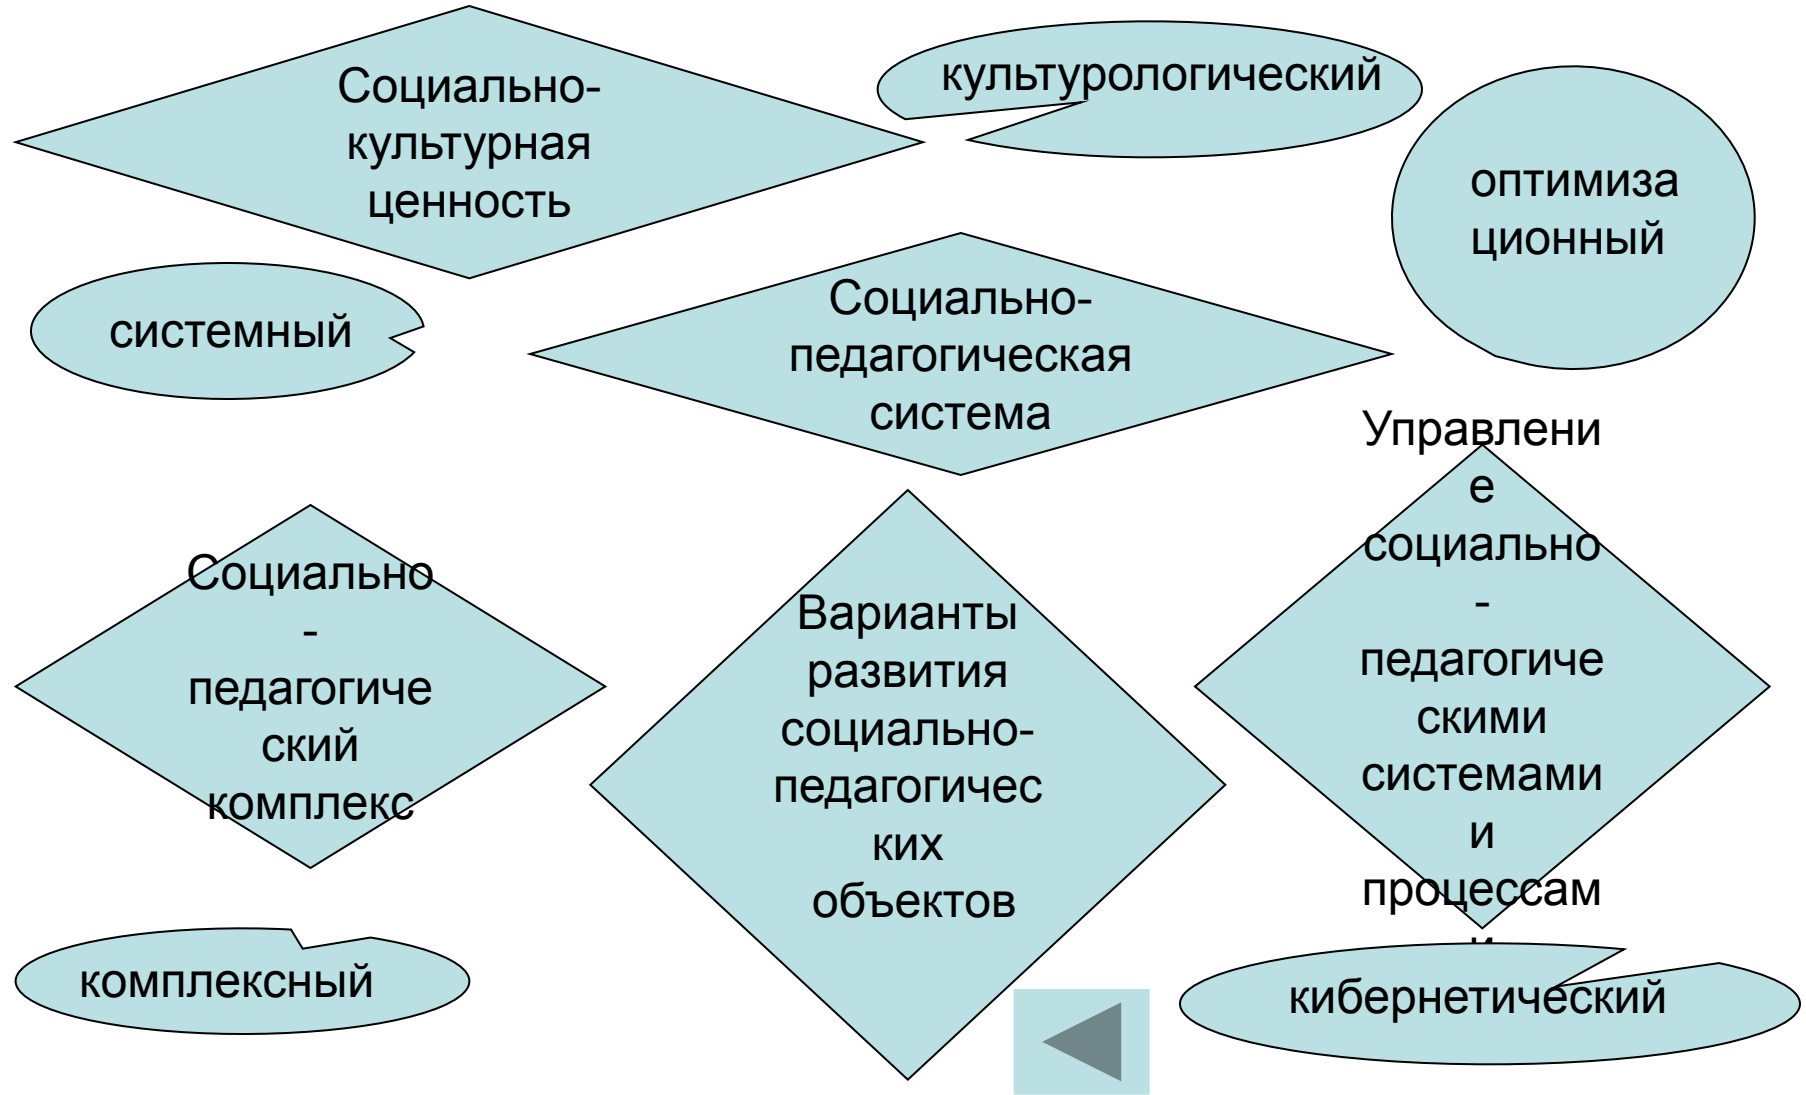 Социально-
культурная
ценность
культурологический
оптимиза
ционный
системный
Социально-
педагогическая
система
Управлени
е
социально
-
педагогиче
скими
системами
и
процессам
и
Социально
-
педагогиче
ский
комплекс
Варианты
развития
социально-
педагогичес
ких
объектов
комплексный
кибернетический